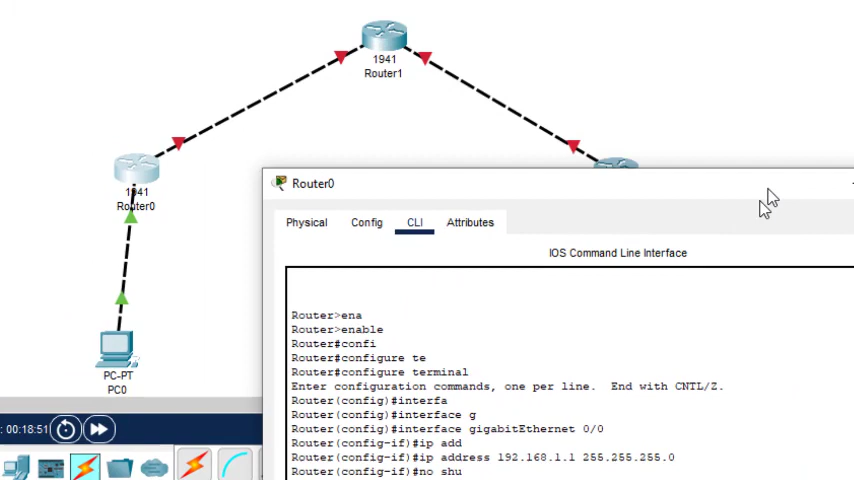 1941
Router1
1941
Router0
PC-PT
PC0
: 00:18:51
Router0
Physical Config CLI Attributes
IOS Command Line Interface
Router>ena
Router>enable
Router#confi
Router#configure te
Router#configure terminal
Enter configuration commands, one per line. End with CNTL/Z.
Router(config)#interfa
Router(config)#interface g
Router(config)#interface gigabitEthernet 0/0
Router(config-if)#ip add
Router(config-if)#ip address 192.168.1.1 255.255.255.0
Router(config-if)#no shu